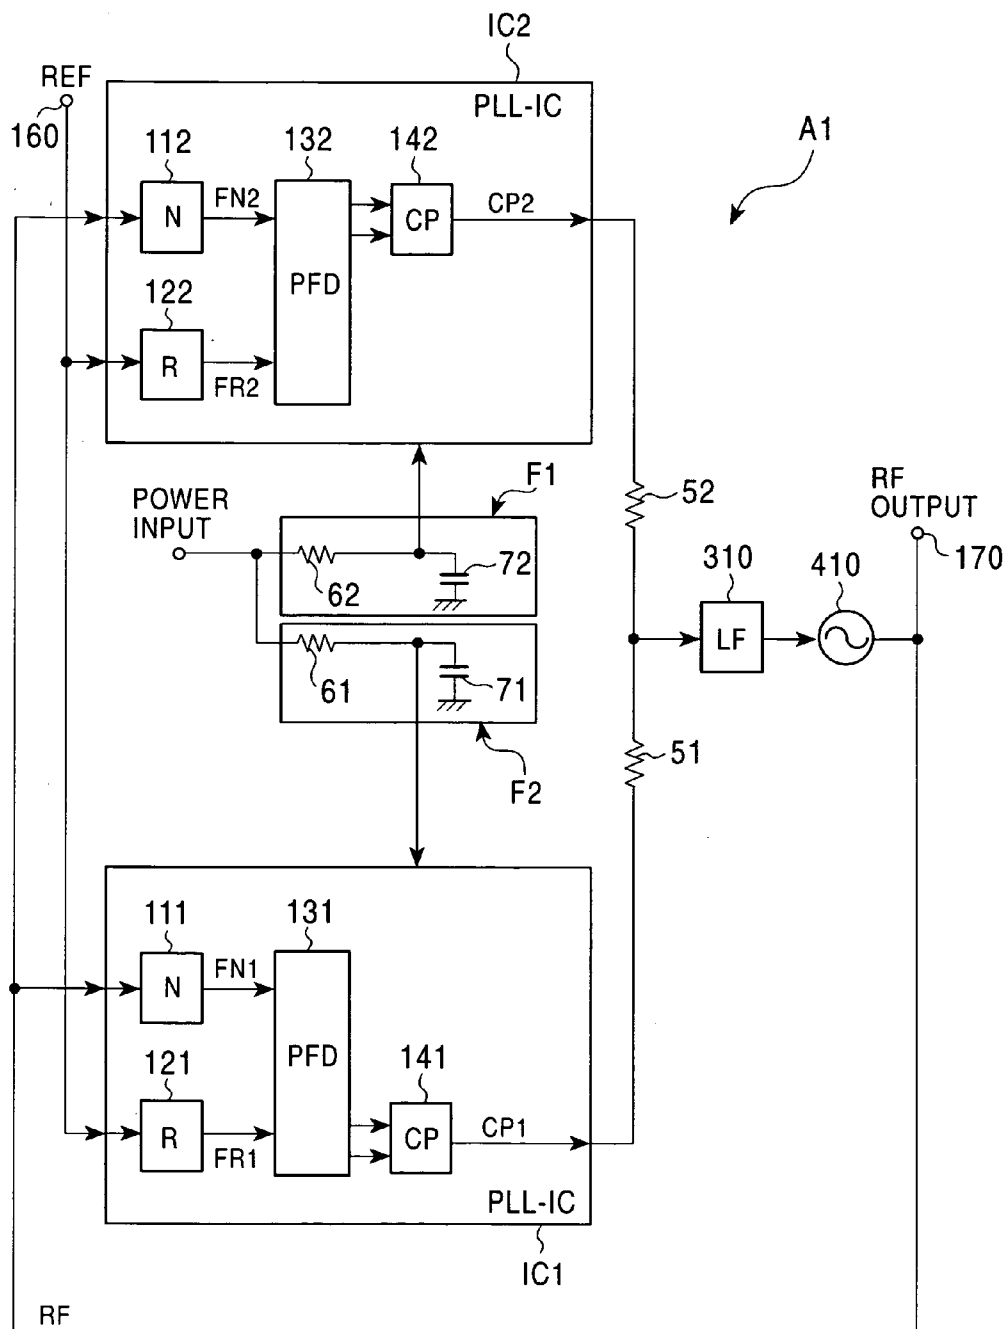 IC2
REF
160
PLL-IC
A1
112
132
142
N
FN2
CP
CP2
PFD
122
R
FR2
F1
POWER
INPUT
52
RF
OUTPUT
170
72
62
310
410
LF
61
71
51
F2
111
131
N
FN1
PFD
121
141
R
FR1
CP
CP1
PLL-IC
IC1
RF